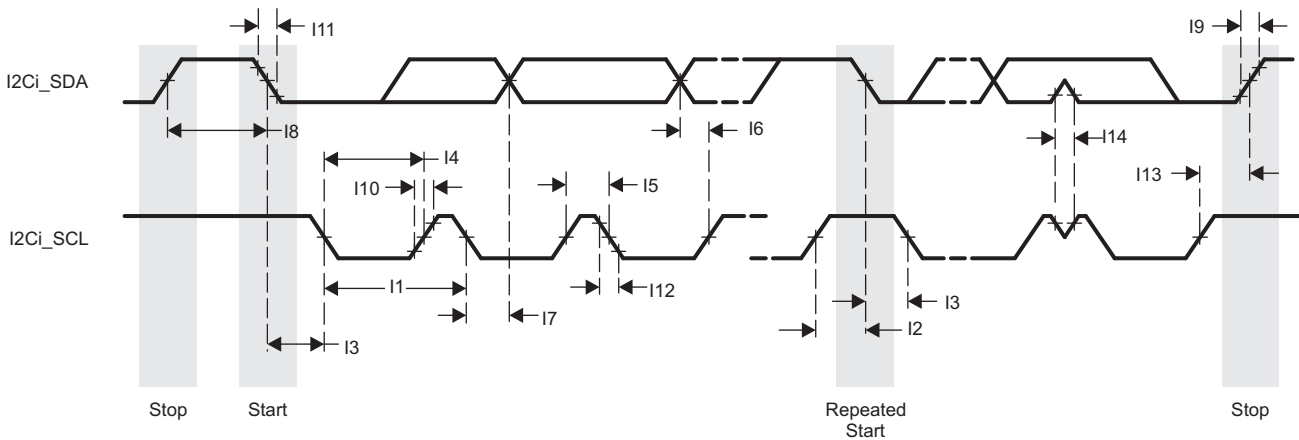 I11
I9
I2Ci_SDA
I8
I6
I14
I4
I10
I5
I13
I2Ci_SCL
I1
I12
I7
I3
I3
I2
Stop
Start
Repeated
Start
Stop